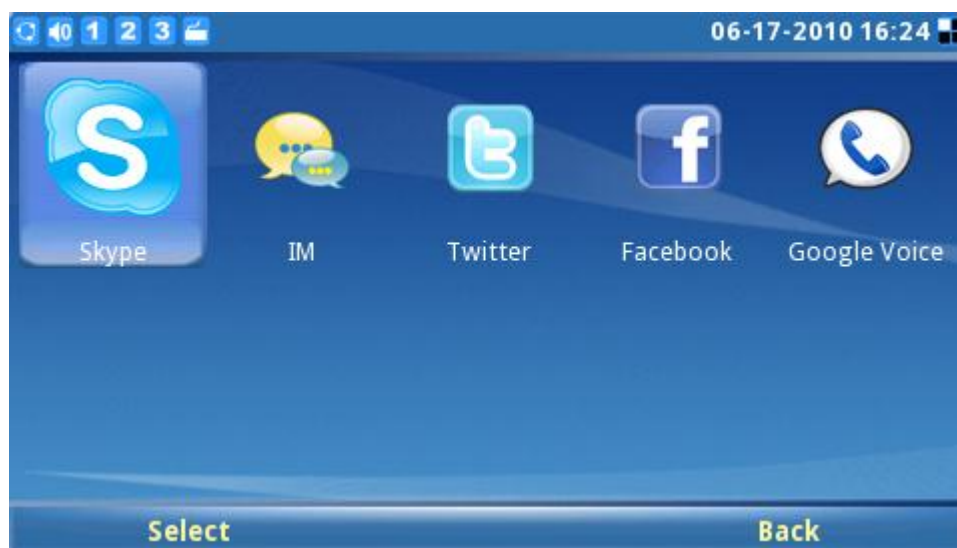 1 2 3 06-17-2010 16:24
S
t
f
Skype IM Twitter Facebook Google Voice
Select Back